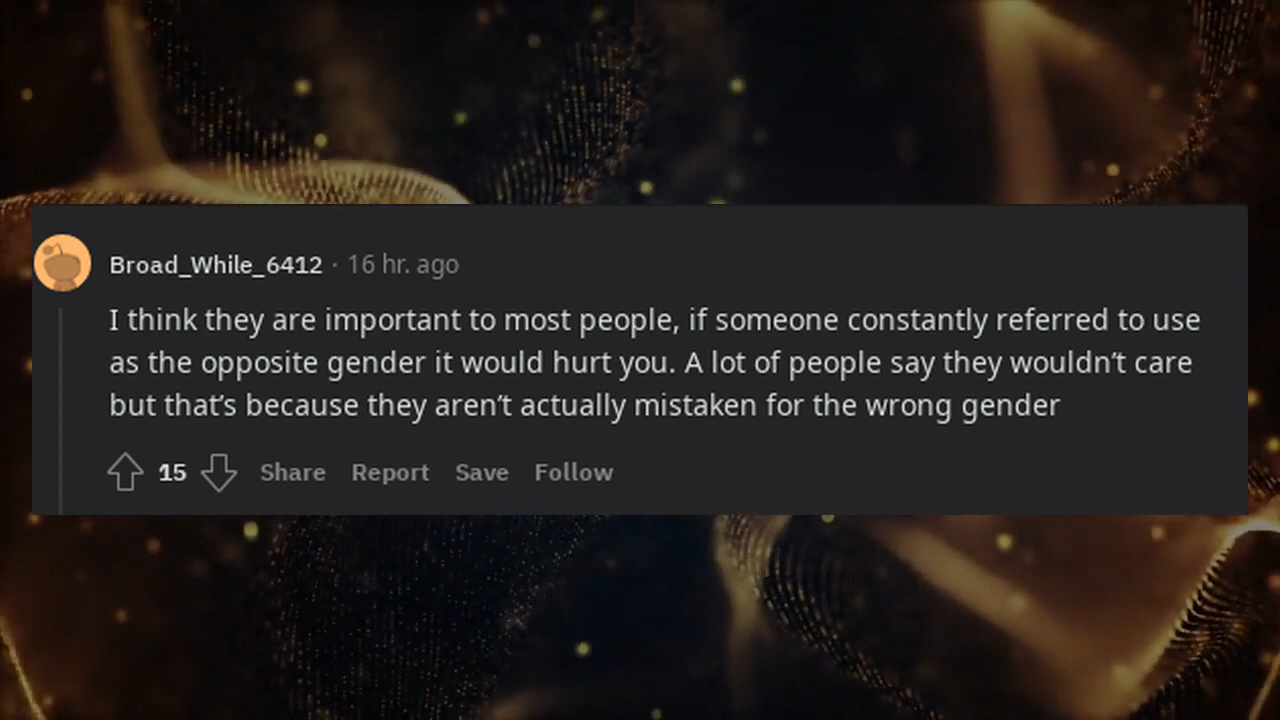 Broad_While_6412 · 16 hr. ago
I think they are important to most people, if someone constantly referred to use
as the opposite gender it would hurt you. A lot of people say they wouldn't care
but that's because they aren't actually mistaken for the wrong gender
15 Share Report Save Follow